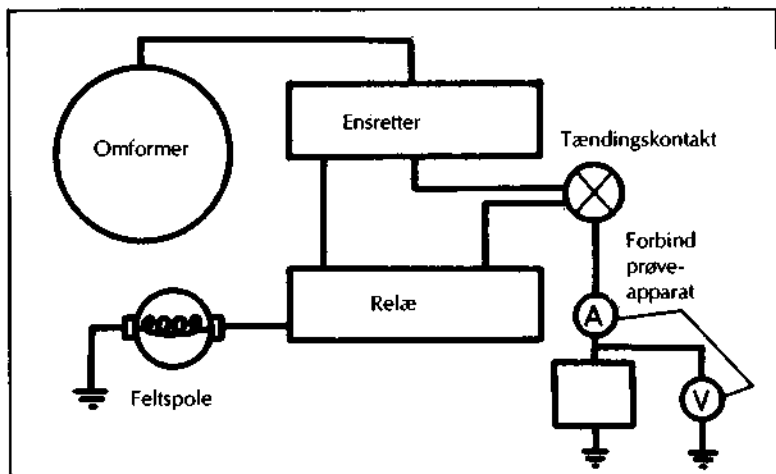 Omformer
Ensretter
Tændingskontakt
Forbind
prøve-
apparat
Relæ
A
Feltspole
V